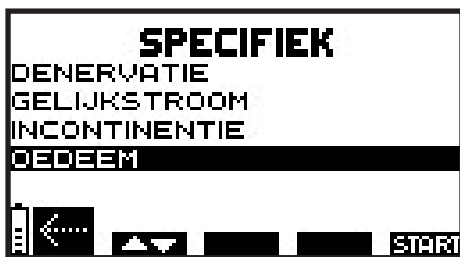 SPECIFIEK
DENERVATIE
GELIJKSTROOM
INCONTINENTIE
OEDEEM
START